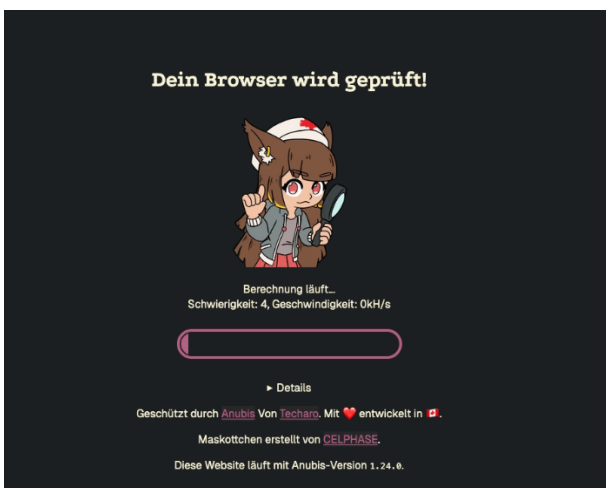 Dein Browser wird geprüft!
Berechnung läuft...
Schwierigkeit: 4, Geschwindigkeit: 0kH/s
▸ Details
Geschützt durch Anubis Von Techaro. Mit ❤️ entwickelt in 🇨🇦.
Maskottchen erstellt von CELPHASE.
Diese Website läuft mit Anubis-Version 1.24.0.